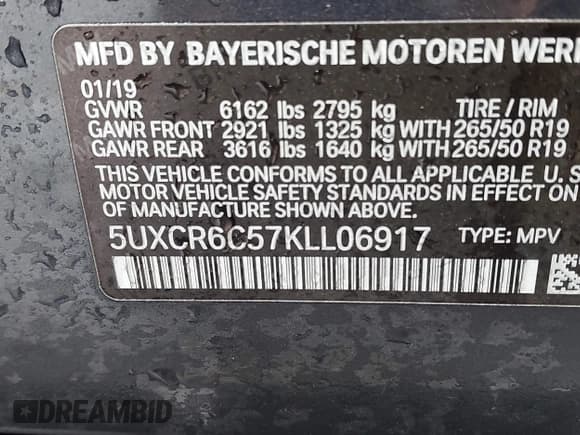 MFD BY BAYERISCHE MOTOREN WERK
01/19
GVWR 6162 lbs 2795 kg TIRE / RIM
GAWR FRONT 2921 lbs 1325 kg WITH 265/50 R19
GAWR REAR 3616 lbs 1640 kg WITH 265/50 R19
THIS VEHICLE CONFORMS TO ALL APPLICABLE
MOTOR VEHICLE SAFETY STANDARDS IN EFFECT ON
OF MANUFACTURE SHOWN ABOVE.
5UXCR6C57KLL06917 TYPE: MPV
DREAMBID